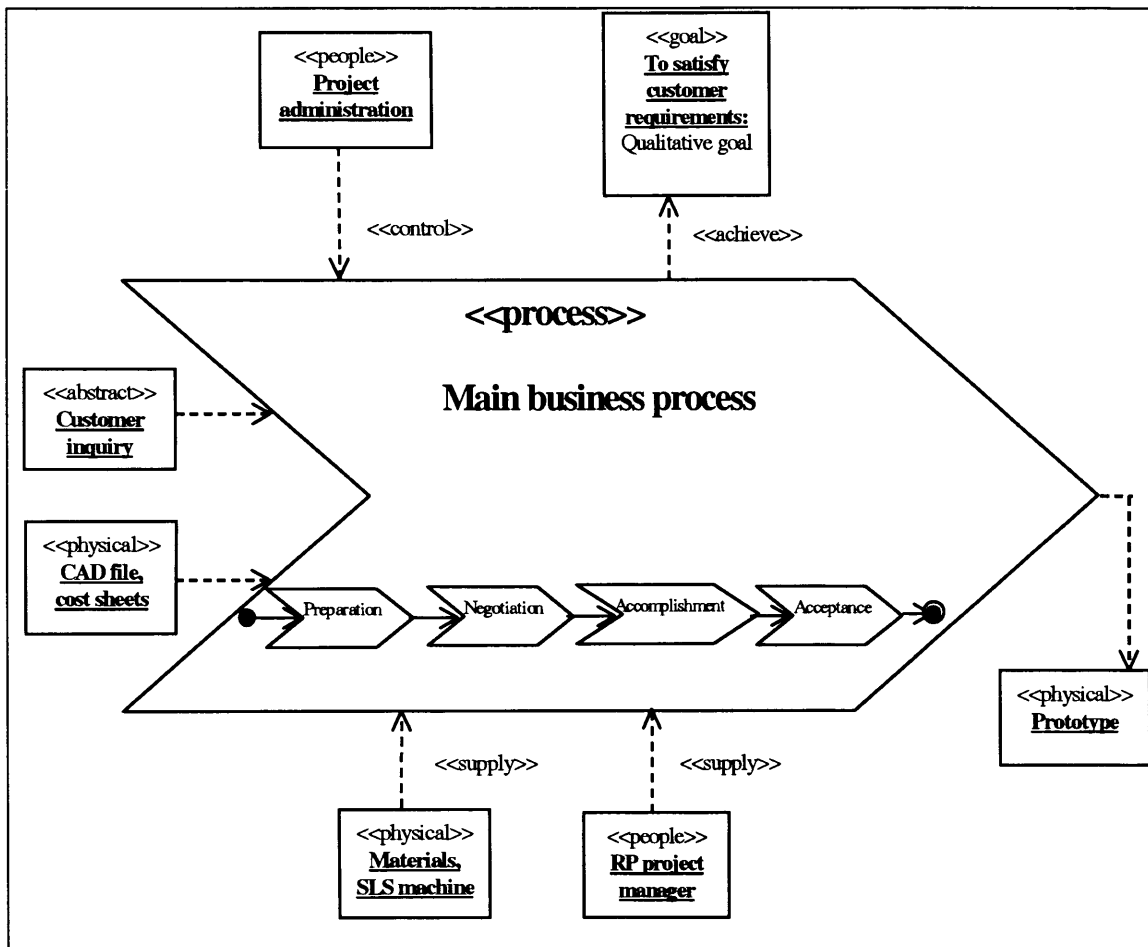 <<people>>
Project
administration
<<goal>>
To satisfy
customer
requirements:
Qualitative goal
<<control>>
<<achieve>>
<<process>>
Main business process
<<abstract>>
Customer
inquiry
<<physical>>
CAD file,
cost sheets
Preparation
Negotiation
Accomplishment
Acceptance
<<physical>>
Prototype
<<supply>>
<<supply>>
<<physical>>
Materials,
SLS machine
<<people>>
RP project
manager